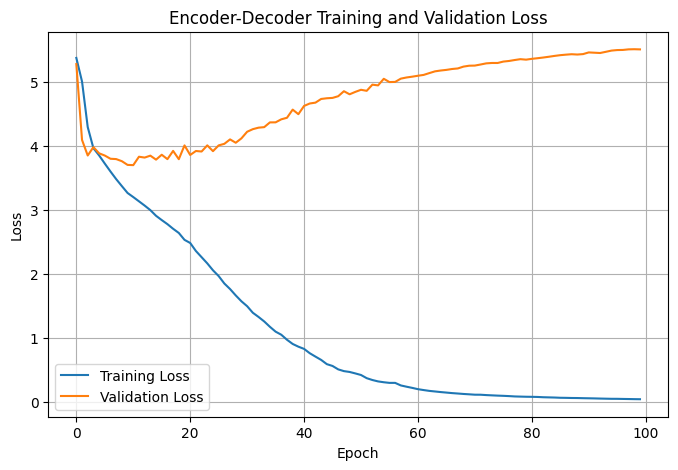 Encoder-Decoder Training and Validation Loss
5
4
3
2
1
0
Loss
Training Loss
Validation Loss
0 20 40 60 80 100
Epoch